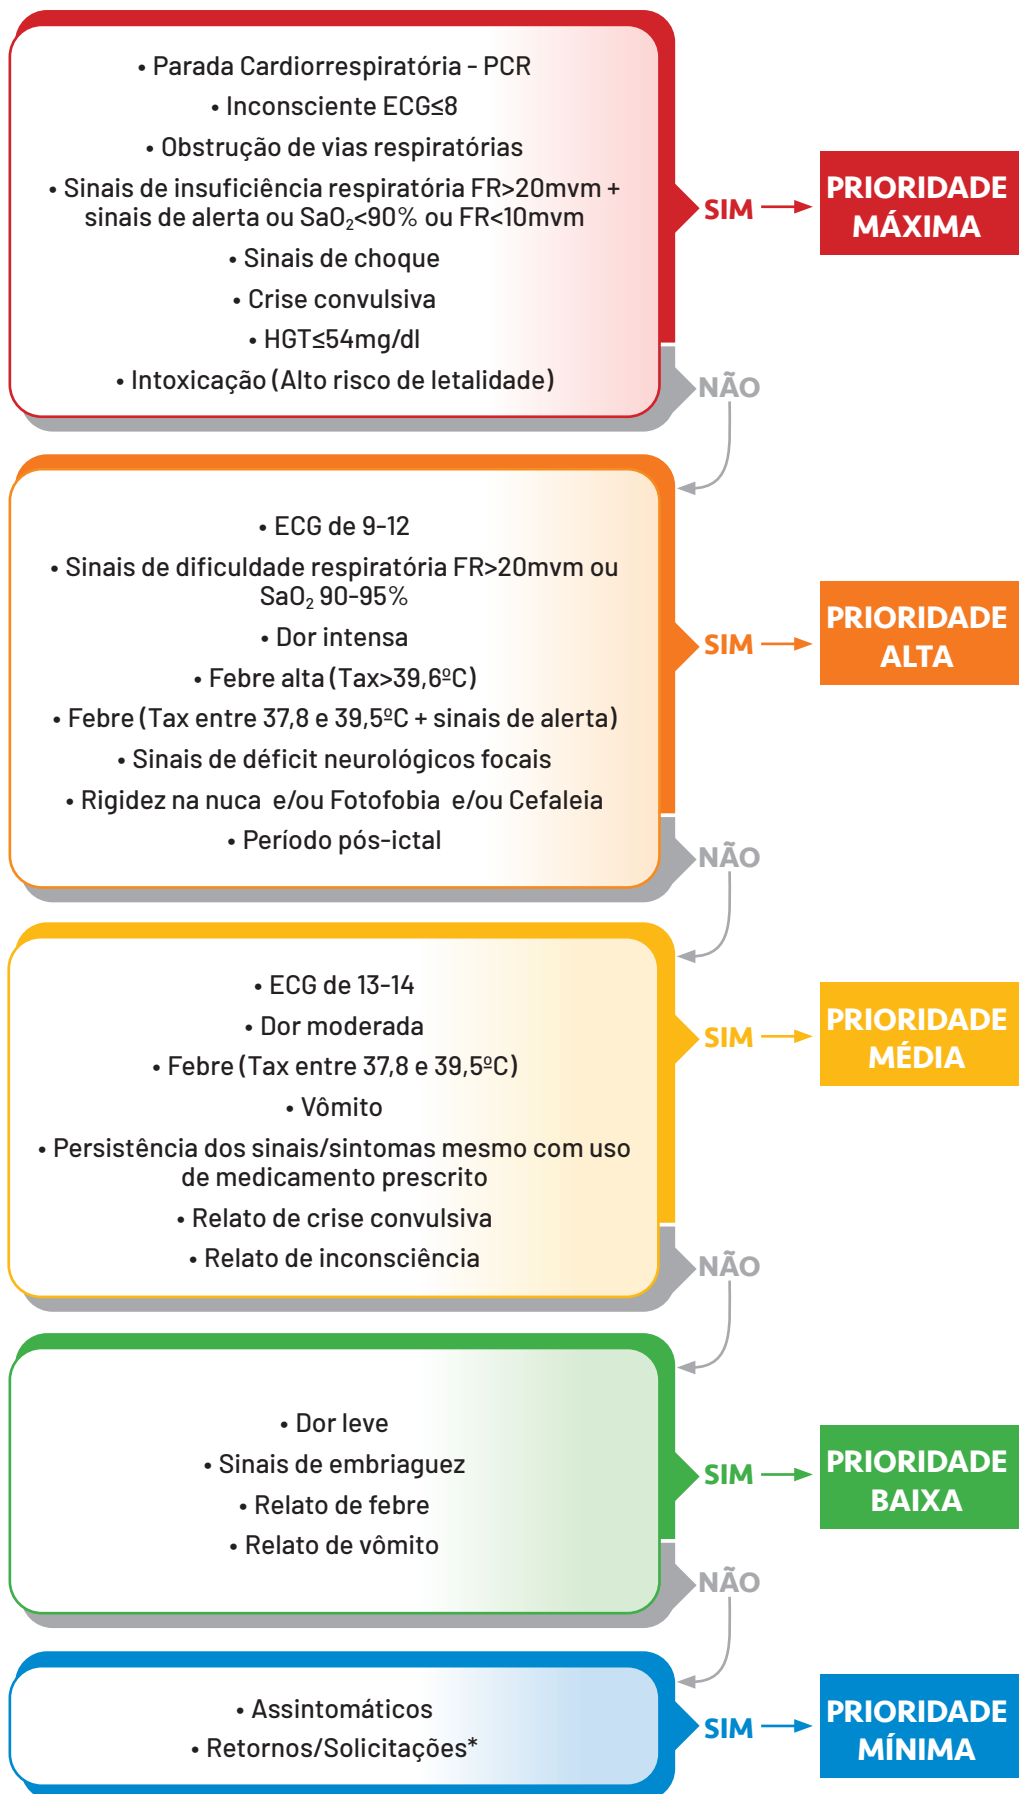 • Parada Cardiorrespiratória - PCR
• Inconsciente ECG≤8
• Obstrução de vias respiratórias
• Sinais de insuficiência respiratória FR>20mvm +
sinais de alerta ou SaO₂<90% ou FR<10mvm
• Sinais de choque
• Crise convulsiva
• HGT≤54mg/dl
• Intoxicação (Alto risco de letalidade)
SIM
PRIORIDADE
MÁXIMA
NÃO
• ECG de 9-12
• Sinais de dificuldade respiratória FR>20mvm ou
SaO₂ 90-95%
• Dor intensa
• Febre alta (Tax>39,6ºC)
• Febre (Tax entre 37,8 e 39,5ºC + sinais de alerta)
• Sinais de déficit neurológicos focais
• Rigidez na nuca e/ou Fotofobia e/ou Cefaleia
• Período pós-ictal
SIM
PRIORIDADE
ALTA
NÃO
• ECG de 13-14
• Dor moderada
• Febre (Tax entre 37,8 e 39,5ºC)
• Vômito
• Persistência dos sinais/sintomas mesmo com uso
de medicamento prescrito
• Relato de crise convulsiva
• Relato de inconsciência
SIM
PRIORIDADE
MÉDIA
NÃO
• Dor leve
• Sinais de embriaguez
• Relato de febre
• Relato de vômito
SIM
PRIORIDADE
BAIXA
NÃO
• Assintomáticos
• Retornos/Solicitações*
SIM
PRIORIDADE
MÍNIMA